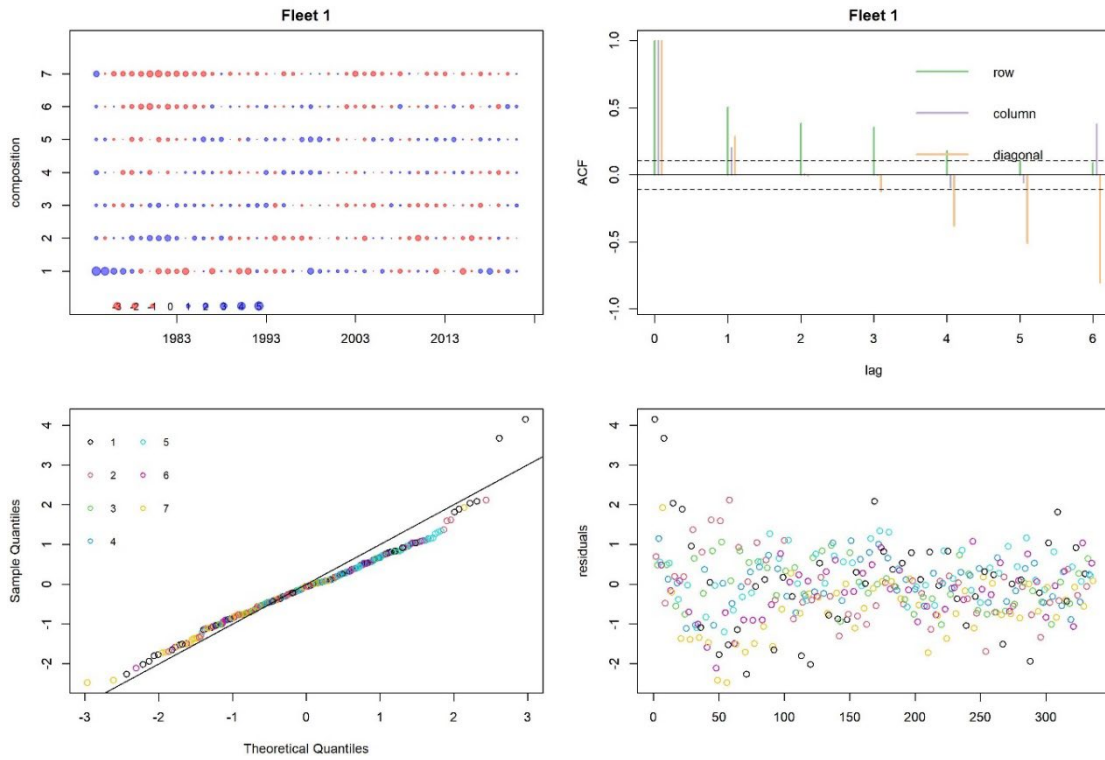 Fleet 1
7
6
5
4
3
2
1
composition
-3 -2 -1 0 1 2 3 4 5
1983 1993 2003 2013
Fleet 1
1.0
0.5
0.0
-0.5
-1.0
ACF
row
column
diagonal
0 1 2 3 4 5 6
lag
4
3
2
1
0
-1
-2
Sample Quantiles
1 5
2 6
3 7
4
-3 -2 -1 0 1 2 3
Theoretical Quantiles
4
3
2
1
0
-1
-2
residuals
0 50 100 150 200 250 300